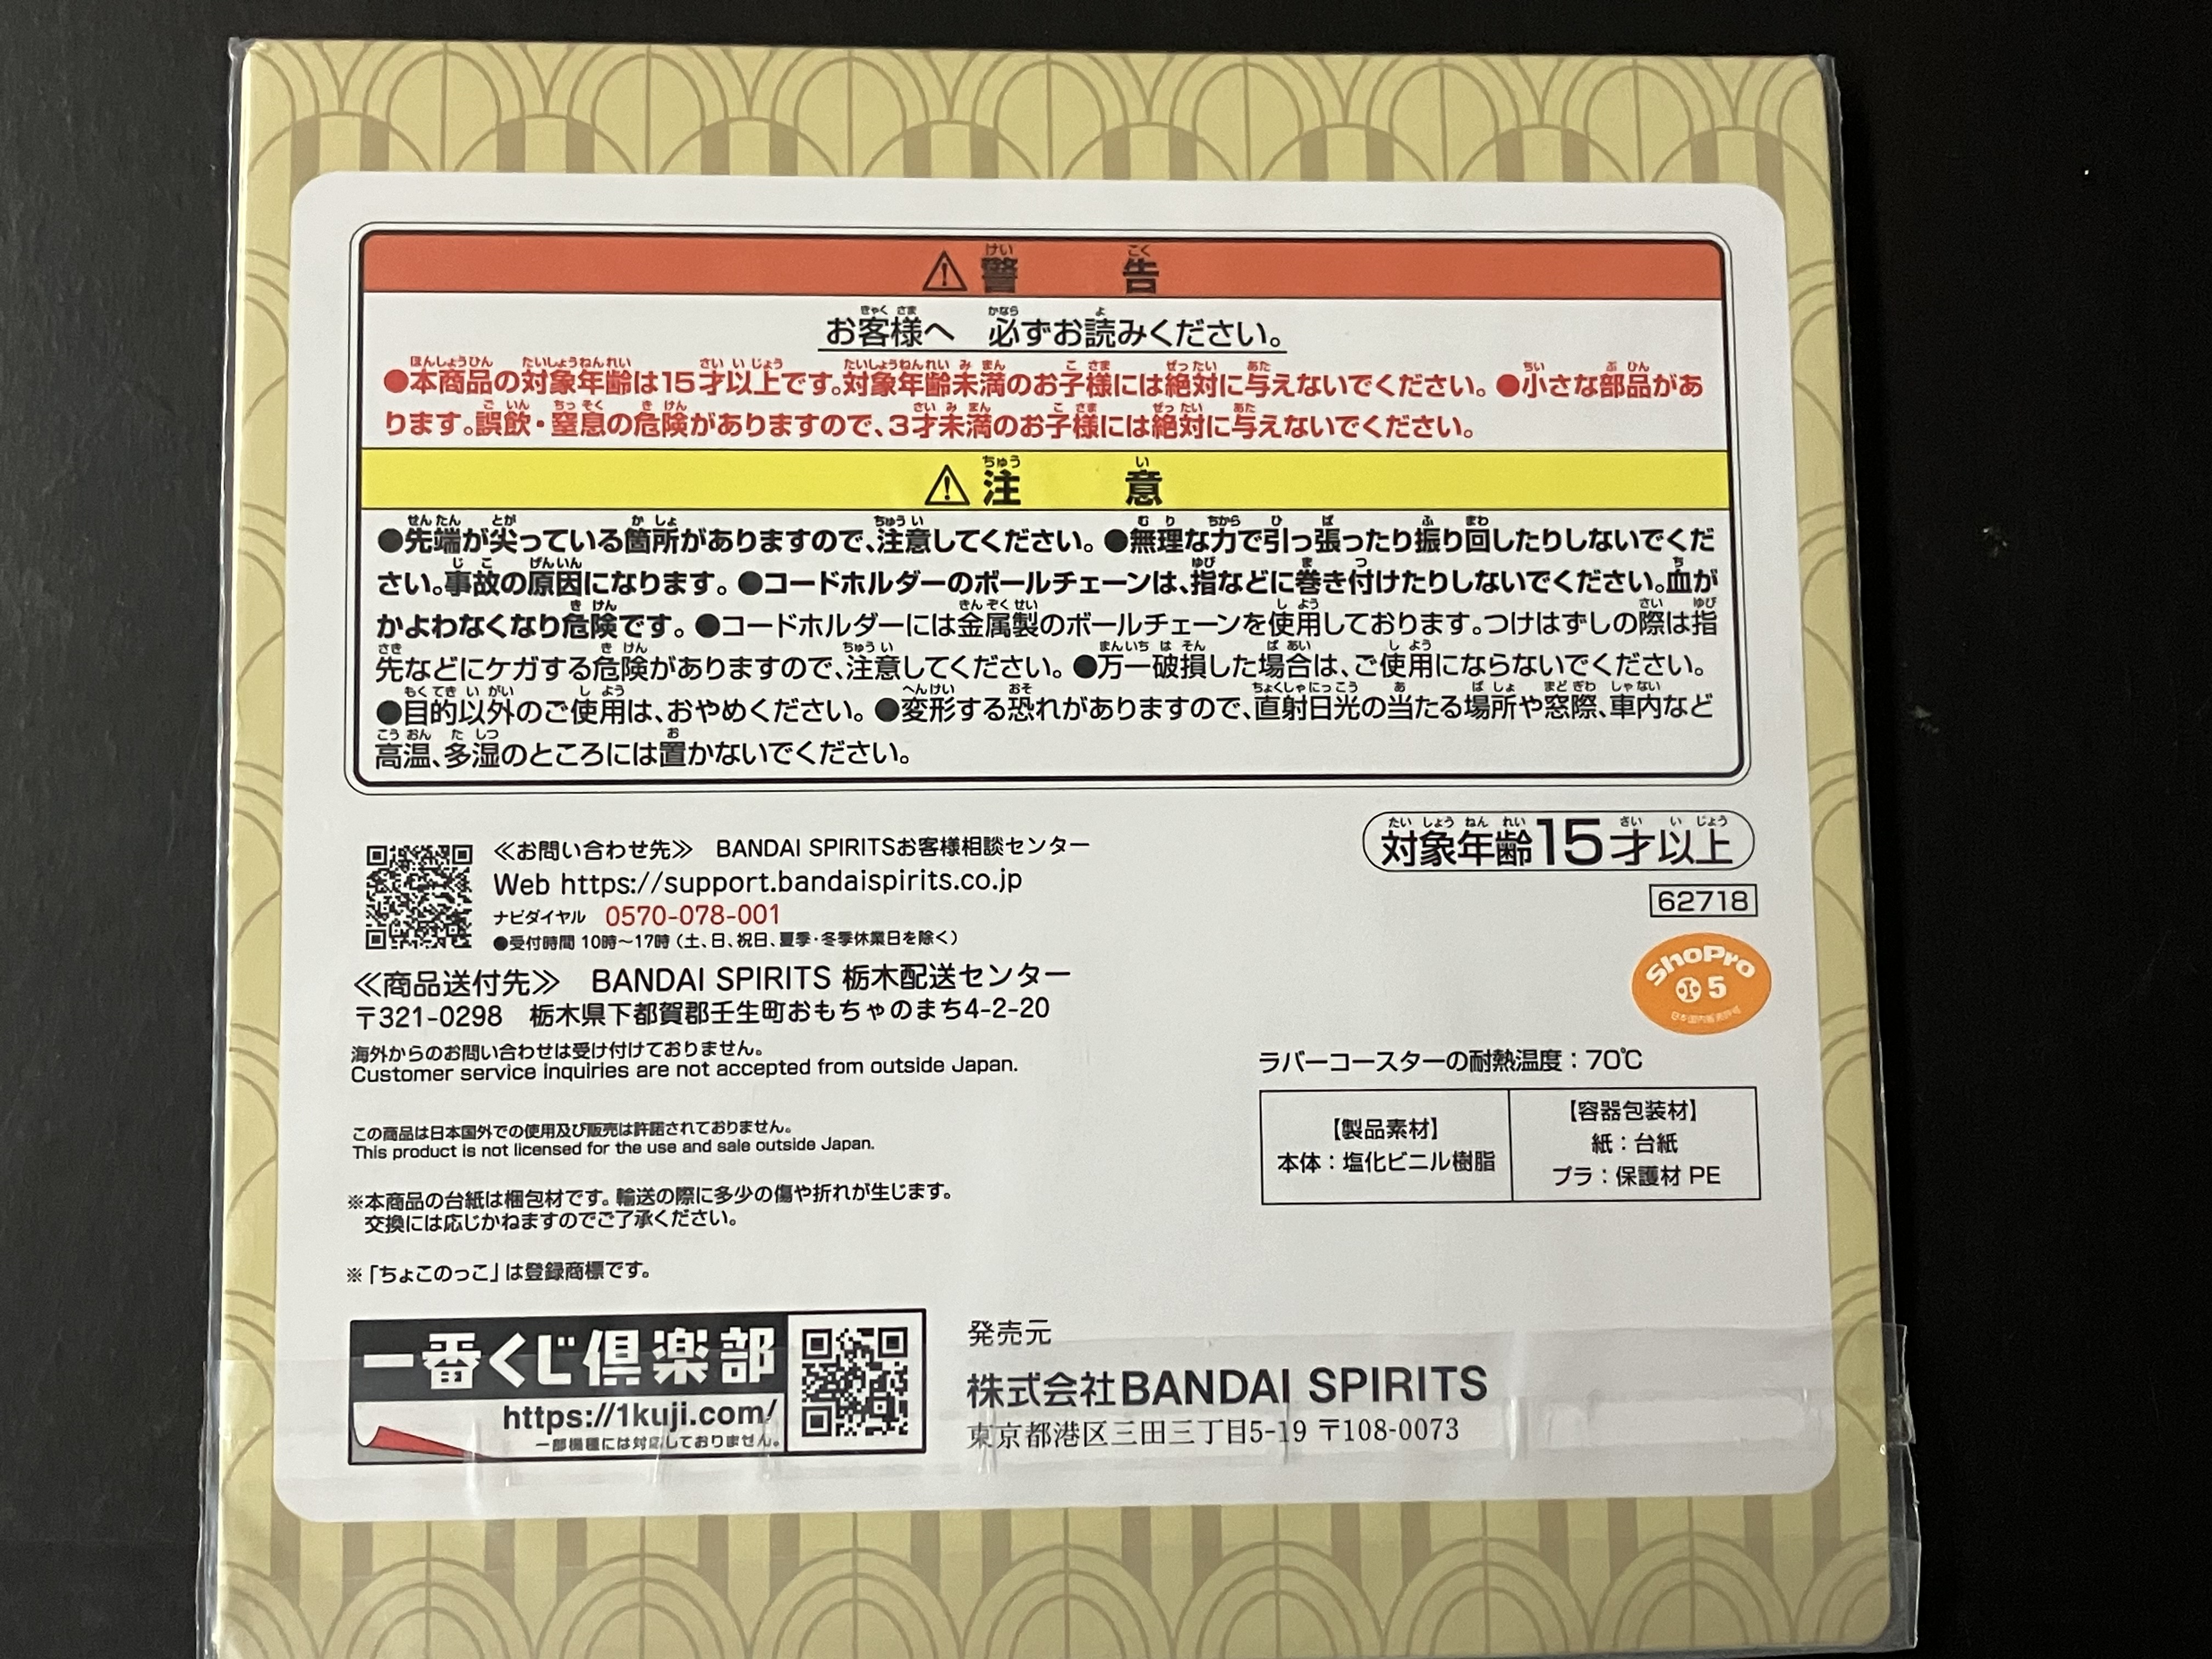 警告
お客様へ 必ずお読みください。
●本商品の対象年齢は15才以上です。対象年齢未満のお子様には絶対に与えないでください。●小さな部品があ
ります。誤飲・窒息の危険がありますので、3才未満のお子様には絶対に与えないでください。
注意
●先端が尖っている箇所がありますので、注意してください。●無理な力で引っ張ったり振り回したりしないでくだ
さい。事故の原因になります。●コードホルダーのボールチェーンは、指などに巻き付けたりしないでください。血が
かよわなくなり危険です。●コードホルダーには金属製のボールチェーンを使用しております。つけはずしの際は指
先などにケガする危険がありますので、注意してください。●万一破損した場合は、ご使用にならないでください。
●目的以外のご使用は、おやめください。●変形する恐れがありますので、直射日光の当たる場所や窓際、車内など
高温、多湿のところには置かないでください。
≪お問い合わせ先≫ BANDAI SPIRITSお客様相談センター
Web https://support.bandaispirits.co.jp
ナビダイヤル 0570-078-001
●受付時間 10時～17時（土、日、祝日、夏季・冬季休業日を除く）
≪商品送付先≫ BANDAI SPIRITS 栃木配送センター
〒321-0298 栃木県下都賀郡壬生町おもちゃのまち4-2-20
海外からのお問い合わせは受け付けておりません。
Customer service inquiries are not accepted from outside Japan.
この商品は日本国外での使用及び販売は許諾されておりません。
This product is not licensed for the use and sale outside Japan.
※本商品の台紙は梱包材です。輸送の際に多少の傷や折れが生じます。
交換には応じかねますのでご了承ください。
※「ちょこのっこ」は登録商標です。
対象年齢15才以上
62718
ShoPro
小 5
日本国内販売許可
ラバーコースターの耐熱温度：70℃
【製品素材】
本体：塩化ビニル樹脂
【容器包装材】
紙：台紙
プラ：保護材 PE
一番くじ倶楽部
https://1kuji.com/
一部機種には対応しておりません。
発売元
株式会社BANDAI SPIRITS
東京都港区三田三丁目5-19 〒108-0073